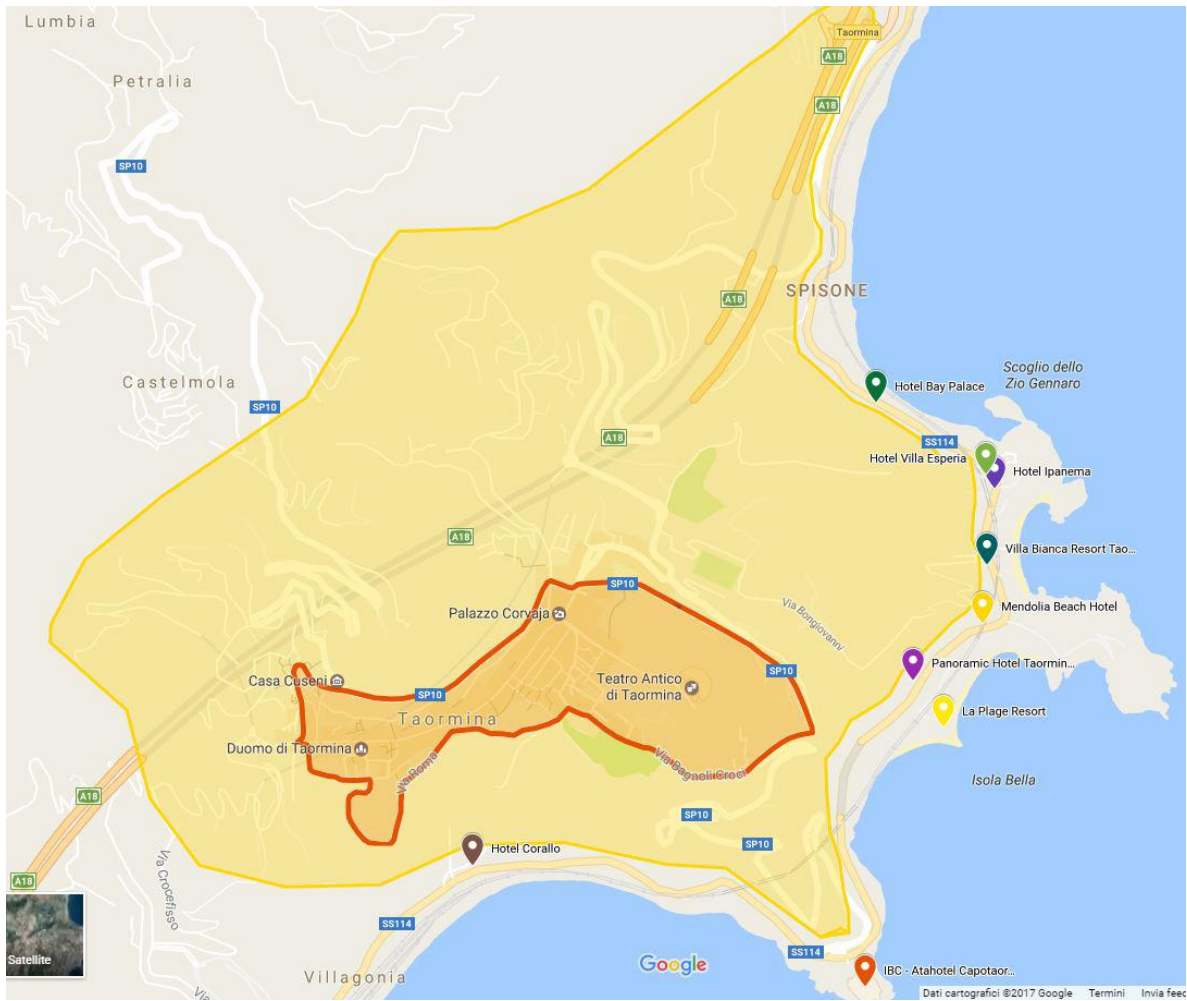 Lumbia
Taormina
A18
Petralia
A18
SP10
SPISONE
A18
Scoglio dello
Zio Gennaro
Castelmola
Hotel Bay Palace
SP10
A18
SS114
Hotel Villa Esperia
Hotel Ipanema
A18
Villa Bianca Resort Tao...
SP10
Via Bongiovanni
Palazzo Corvaja
Mendolia Beach Hotel
Panoramic Hotel Taormin...
SP10
Casa Cuseni
Teatro Antico
di Taormina
SP10
La Plage Resort
Taormina
Duomo di Taormina
Via Roma
Via Bagnoli Croci
Isola Bella
A18
SP10
SP10
Hotel Corallo
Via Crocefisso
A18
SS114
SS114
Satellite
Villagonia
Google
IBC - Atahotel Capotaor...
Dati cartografici ©2017 Google
Termini
Invia feed